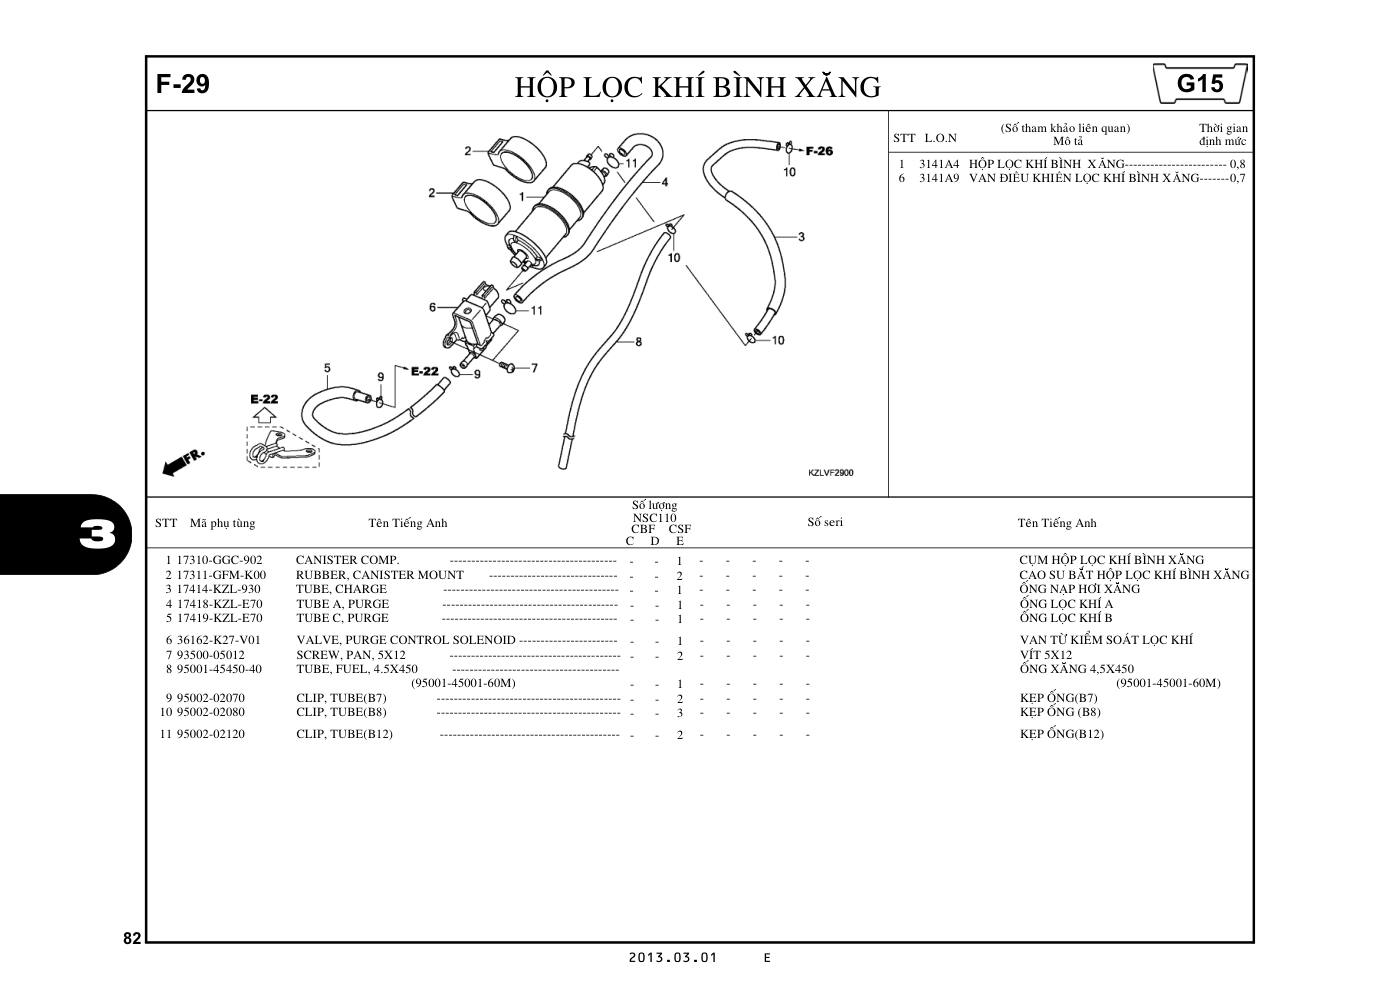 F-29
HỘP LỌC KHÍ BÌNH XĂNG
G15
2
2
1
11
4
F-26
10
3
10
10
6
11
8
7
9
E-22
5
9
E-22
FR.
KZLVF2900
(Số tham khảo liên quan) Thời gian
STT L.O.N Mô tả định mức
1 3141A4 HỘP LỌC KHÍ BÌNH XĂNG------------------------ 0,8
6 3141A9 VAN ĐIỀU KHIỂN LỌC KHÍ BÌNH XĂNG-------0,7
3
Số lượng
NSC110
STT Mã phụ tùng Tên Tiếng Anh CBF CSF Số seri Tên Tiếng Anh
C D E
1 17310-GGC-902 CANISTER COMP. --------------------------------------- - - 1 - - - - - CỤM HỘP LỌC KHÍ BÌNH XĂNG
2 17311-GFM-K00 RUBBER, CANISTER MOUNT ------------------------------ - - 2 - - - - - CAO SU BẮT HỘP LỌC KHÍ BÌNH XĂNG
3 17414-KZL-930 TUBE, CHARGE ----------------------------------------- - - 1 - - - - - ỐNG NẠP HƠI XĂNG
4 17418-KZL-E70 TUBE A, PURGE ----------------------------------------- - - 1 - - - - - ỐNG LỌC KHÍ A
5 17419-KZL-E70 TUBE C, PURGE ----------------------------------------- - - 1 - - - - - ỐNG LỌC KHÍ B
6 36162-K27-V01 VALVE, PURGE CONTROL SOLENOID ----------------------- - - 1 - - - - - VAN TỪ KIỂM SOÁT LỌC KHÍ
7 93500-05012 SCREW, PAN, 5X12 ---------------------------------------- - - 2 - - - - - VÍT 5X12
8 95001-45450-40 TUBE, FUEL, 4.5X450 --------------------------------------- ỐNG XĂNG 4,5X450
(95001-45001-60M) - - 1 - - - - - (95001-45001-60M)
9 95002-02070 CLIP, TUBE(B7) ------------------------------------------- - - 2 - - - - - KẸP ỐNG(B7)
10 95002-02080 CLIP, TUBE(B8) ------------------------------------------- - - 3 - - - - - KẸP ỐNG (B8)
11 95002-02120 CLIP, TUBE(B12) ------------------------------------------ - - 2 - - - - - KẸP ỐNG(B12)
82
2013.03.01 E